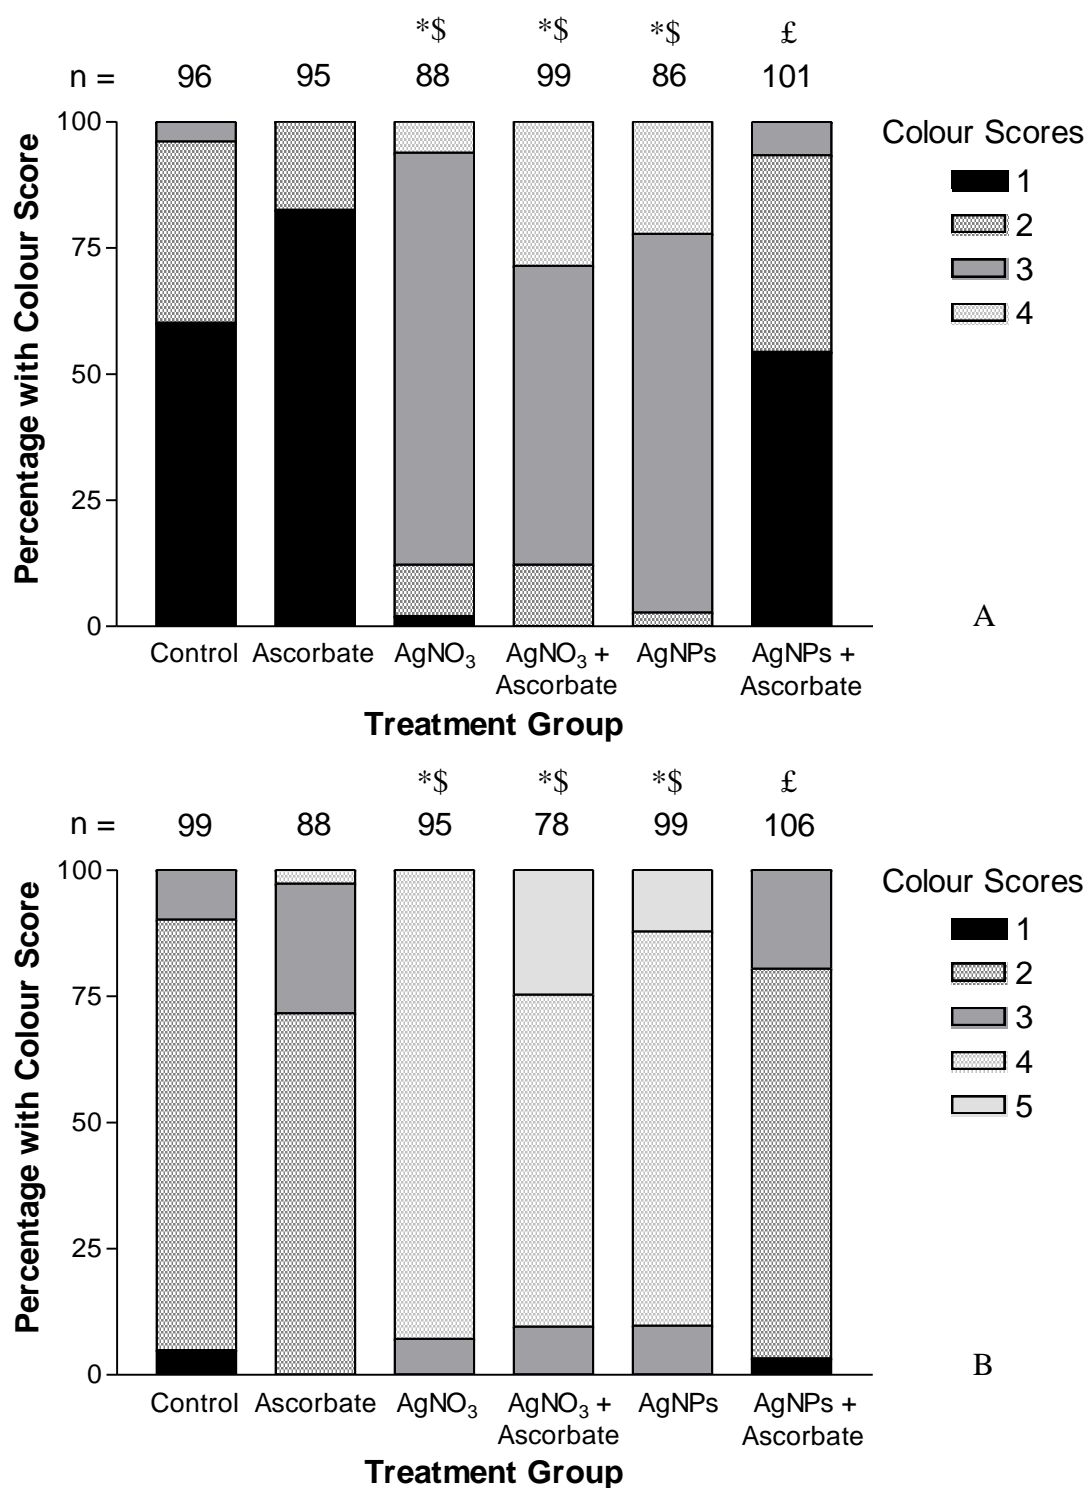 *$ *$ *$ £
n = 96 95 88 99 86 101
Percentage with Colour Score
100
75
50
25
0
Colour Scores
1
2
3
4
A
Control Ascorbate AgNO₃ AgNO₃ + AgNPs AgNPs +
Ascorbate Ascorbate
Treatment Group
*$ *$ *$ £
n = 99 88 95 78 99 106
Percentage with Colour Score
100
75
50
25
0
Colour Scores
1
2
3
4
5
B
Control Ascorbate AgNO₃ AgNO₃ + AgNPs AgNPs +
Ascorbate Ascorbate
Treatment Group